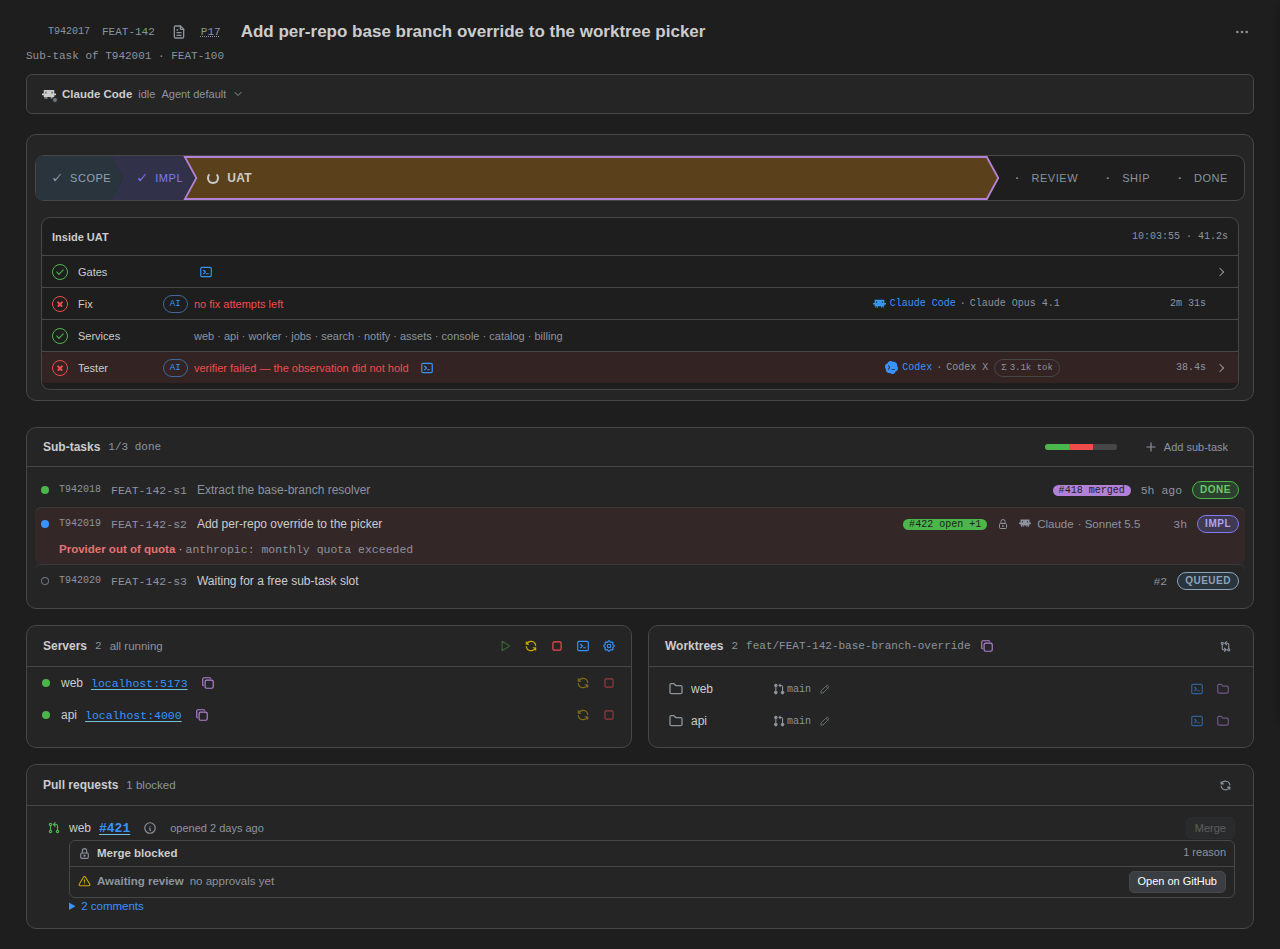 T942017 FEAT-142 P17 Add per-repo base branch override to the worktree picker
Sub-task of T942001 · FEAT-100
Claude Code idle Agent default
SCOPE IMPL UAT · REVIEW · SHIP · DONE
Inside UAT 10:03:55 · 41.2s
Gates
Fix AI no fix attempts left Claude Code · Claude Opus 4.1 2m 31s
Services web · api · worker · jobs · search · notify · assets · console · catalog · billing
Tester AI verifier failed — the observation did not hold Codex · Codex X Σ 3.1k tok 38.4s
Sub-tasks 1/3 done Add sub-task
T942018 FEAT-142-s1 Extract the base-branch resolver #418 merged 5h ago DONE
T942019 FEAT-142-s2 Add per-repo override to the picker #422 open +1 Claude · Sonnet 5.5 3h IMPL
Provider out of quota · anthropic: monthly quota exceeded
T942020 FEAT-142-s3 Waiting for a free sub-task slot #2 QUEUED
Servers 2 all running
web localhost:5173
api localhost:4000
Worktrees 2 feat/FEAT-142-base-branch-override
web main
api main
Pull requests 1 blocked
web #421 opened 2 days ago Merge
Merge blocked 1 reason
Awaiting review no approvals yet Open on GitHub
2 comments